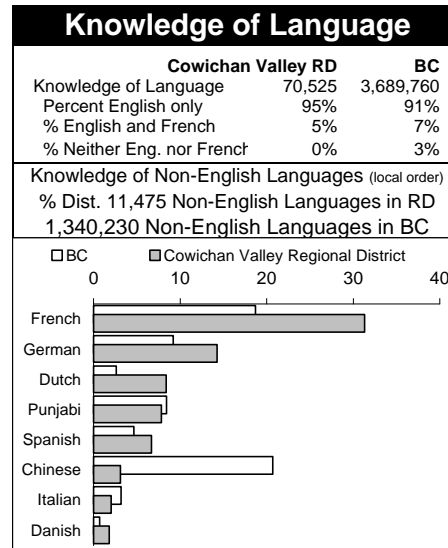 Knowledge of Language
Cowichan Valley RD BC
Knowledge of Language 70,525 3,689,760
Percent English only 95% 91%
% English and French 5% 7%
% Neither Eng. nor French 0% 3%
Knowledge of Non-English Languages (local order)
% Dist. 11,475 Non-English Languages in RD
1,340,230 Non-English Languages in BC
BC Cowichan Valley Regional District
0 10 20 30 40
French
German
Dutch
Punjabi
Spanish
Chinese
Italian
Danish